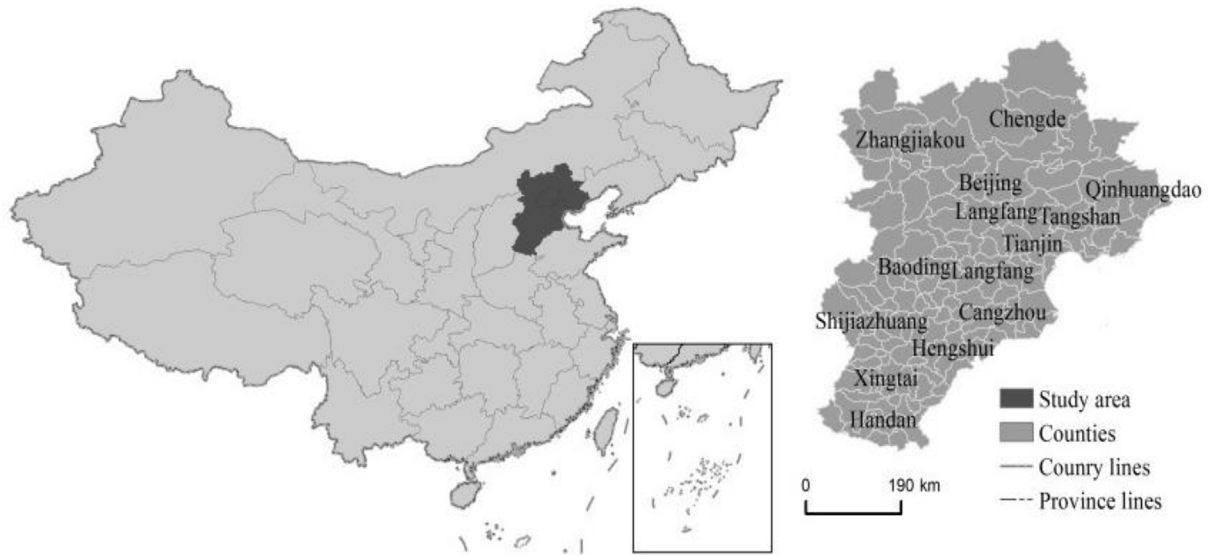 Chengde
Zhangjiakou
Beijing
Qinhuangdao
Langfang
Tangshan
Tianjin
Baoding
Langfang
Cangzhou
Shijiazhuang
Hengshui
Xingtai
Handan
Study area
Counties
Counry lines
Province lines
0 190 km